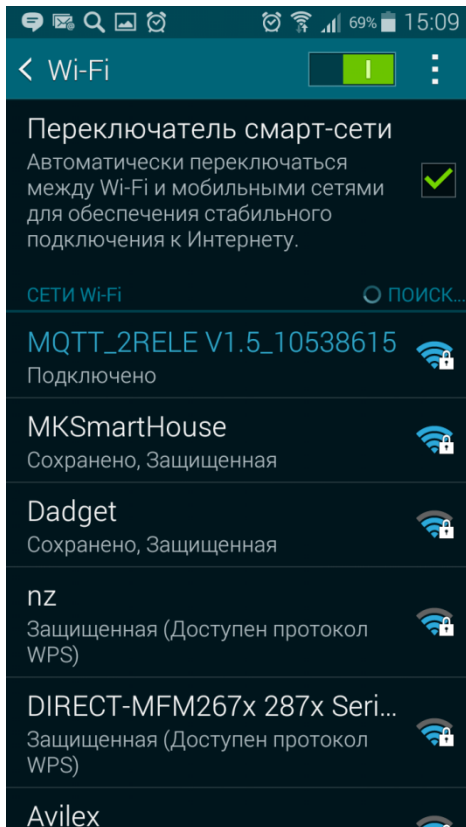 69% 15:09
Wi-Fi
Переключатель смарт-сети
Автоматически переключаться
между Wi-Fi и мобильными сетями
для обеспечения стабильного
подключения к Интернету.
СЕТИ Wi-Fi ПОИСК...
MQTT_2RELE V1.5_10538615
Подключено
MKSmartHouse
Сохранено, Защищенная
Dadget
Сохранено, Защищенная
nz
Защищенная (Доступен протокол
WPS)
DIRECT-MFM267x 287x Seri...
Защищенная (Доступен протокол
WPS)
Avilex